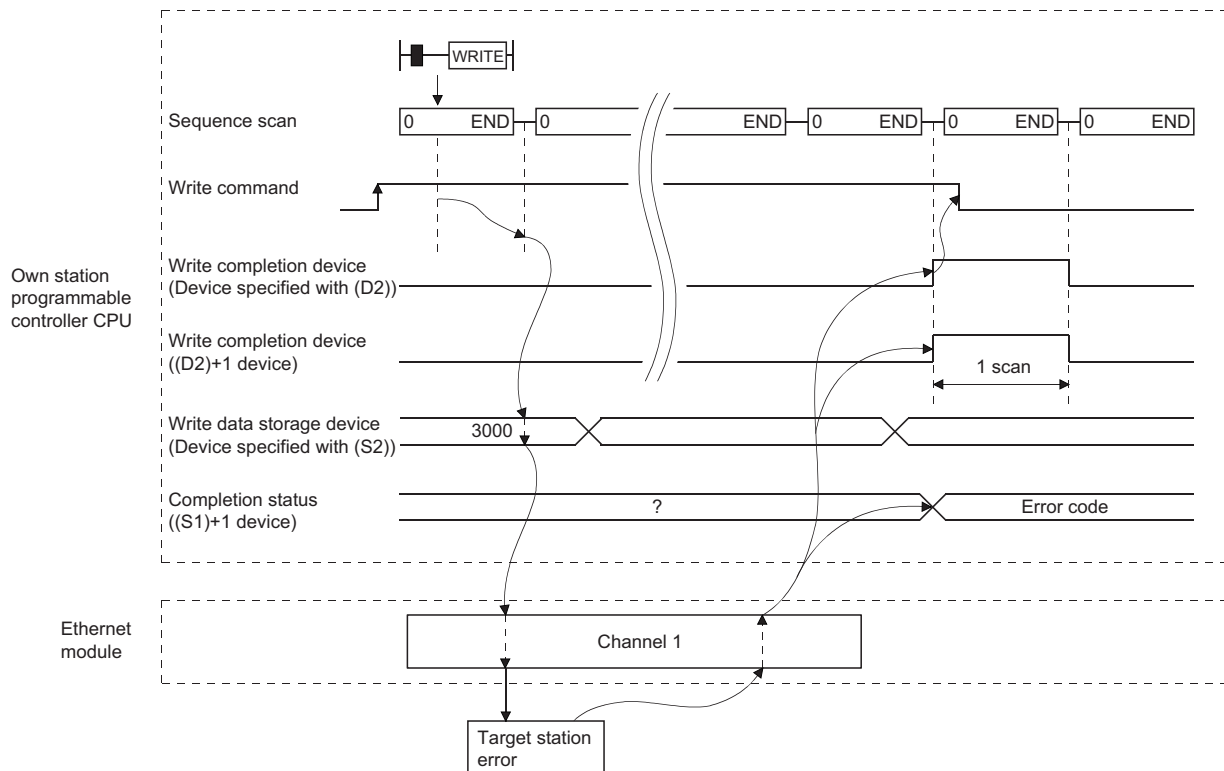 WRITE
Sequence scan
0 END 0 END 0 END 0 END 0 END
Write command
Own station
programmable
controller CPU
Write completion device
(Device specified with (D2))
Write completion device
((D2)+1 device)
1 scan
Write data storage device
(Device specified with (S2))
3000
Completion status
((S1)+1 device)
?
Error code
Ethernet
module
Channel 1
Target station
error